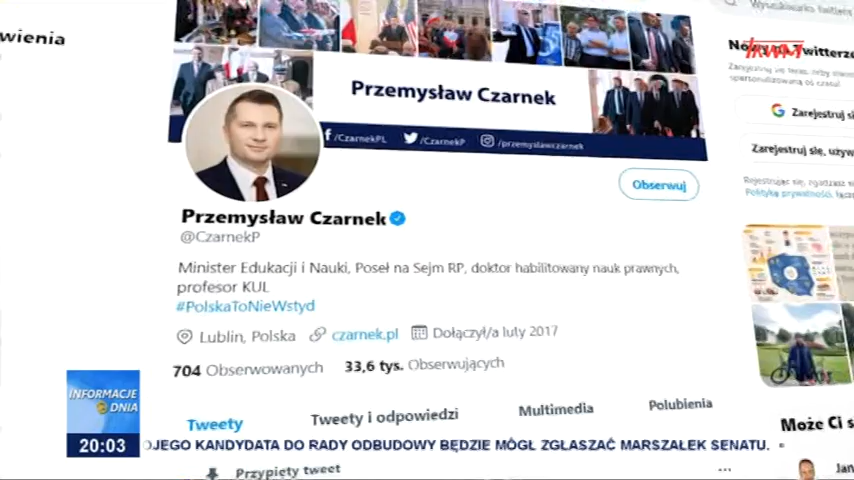 wienia
Przemysław Czarnek
/CzarnekPL
/CzarnekP
/przemyslawczarnek
Obserwuj
Przemysław Czarnek
@CzarnekP
Minister Edukacji i Nauki, Poseł na Sejm RP, doktor habilitowany nauk prawnych,
profesor KUL
#PolskaToNieWstyd
Lublin, Polska czarnek.pl Dołączył/a luty 2017
704 Obserwowanych 33,6 tys. Obserwujących
Tweety Tweety i odpowiedzi Multimedia Polubienia
Przypięty tweet
Zarejestruj si
Zarejestruj się, używ
Może Ci s
Jan
INFORMACJE
DNIA
20:03
OJEGO KANDYDATA DO RADY ODBUDOWY BĘDZIE MÓGŁ ZGŁASZAĆ MARSZAŁEK SENATU.